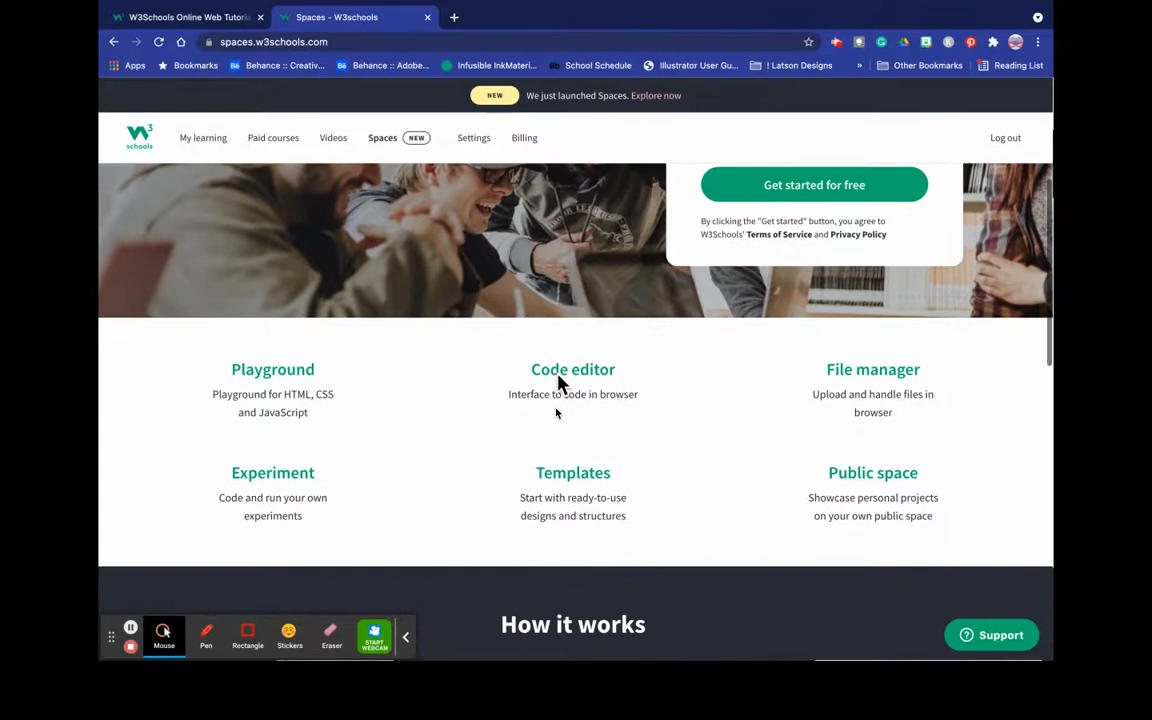 W3Schools Online Web Tutoria
Spaces - W3schools
spaces.w3schools.com
Apps
Bookmarks
Behance :: Creativ...
Behance :: Adobe...
Infusible InkMateri...
School Schedule
Illustrator User Gu...
! Latson Designs
»
Other Bookmarks
Reading List
NEW
We just launched Spaces. Explore now
W3 schools
My learning
Paid courses
Videos
Spaces NEW
Settings
Billing
Log out
Get started for free
By clicking the "Get started" button, you agree to
W3Schools' Terms of Service and Privacy Policy
Playground
Playground for HTML, CSS
and JavaScript
Code editor
Interface to code in browser
File manager
Upload and handle files in
browser
Experiment
Code and run your own
experiments
Templates
Start with ready-to-use
designs and structures
Public space
Showcase personal projects
on your own public space
How it works
Mouse
Pen
Rectangle
Stickers
Eraser
START
WEBCAM
Support